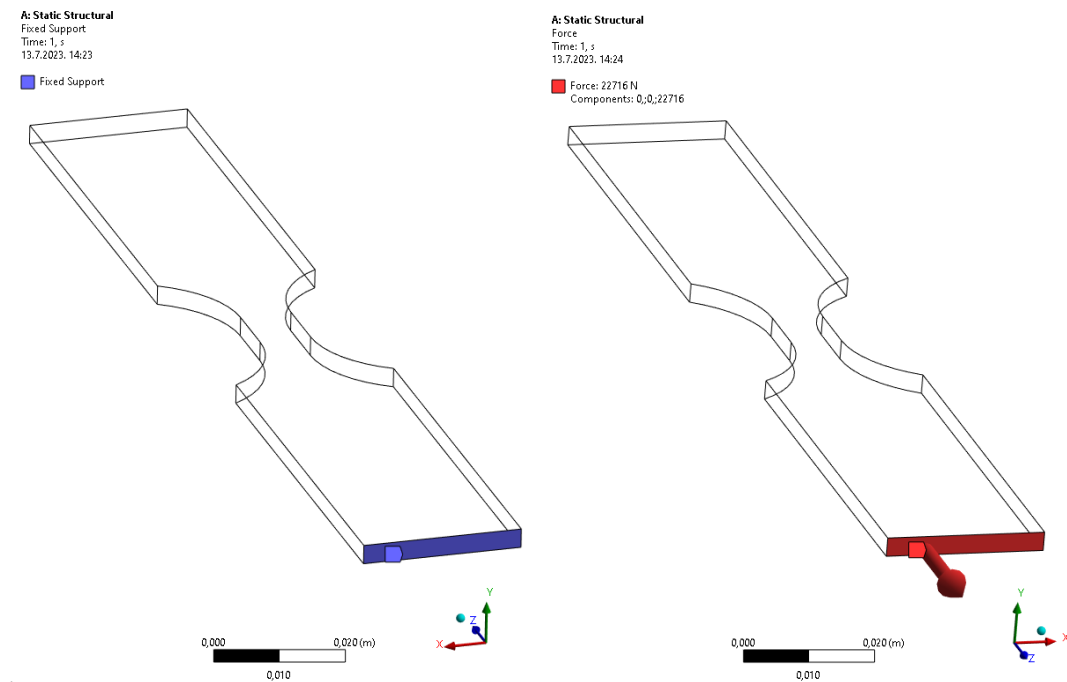 A: Static Structural
Fixed Support
Time: 1, s
13.7.2023. 14:23
Fixed Support
0,000
0,020 (m)
0,010
Y
Z
X
A: Static Structural
Force
Time: 1, s
13.7.2023. 14:24
Force: 22716 N
Components: 0,;0,;22716
0,000
0,020 (m)
0,010
Y
X
Z